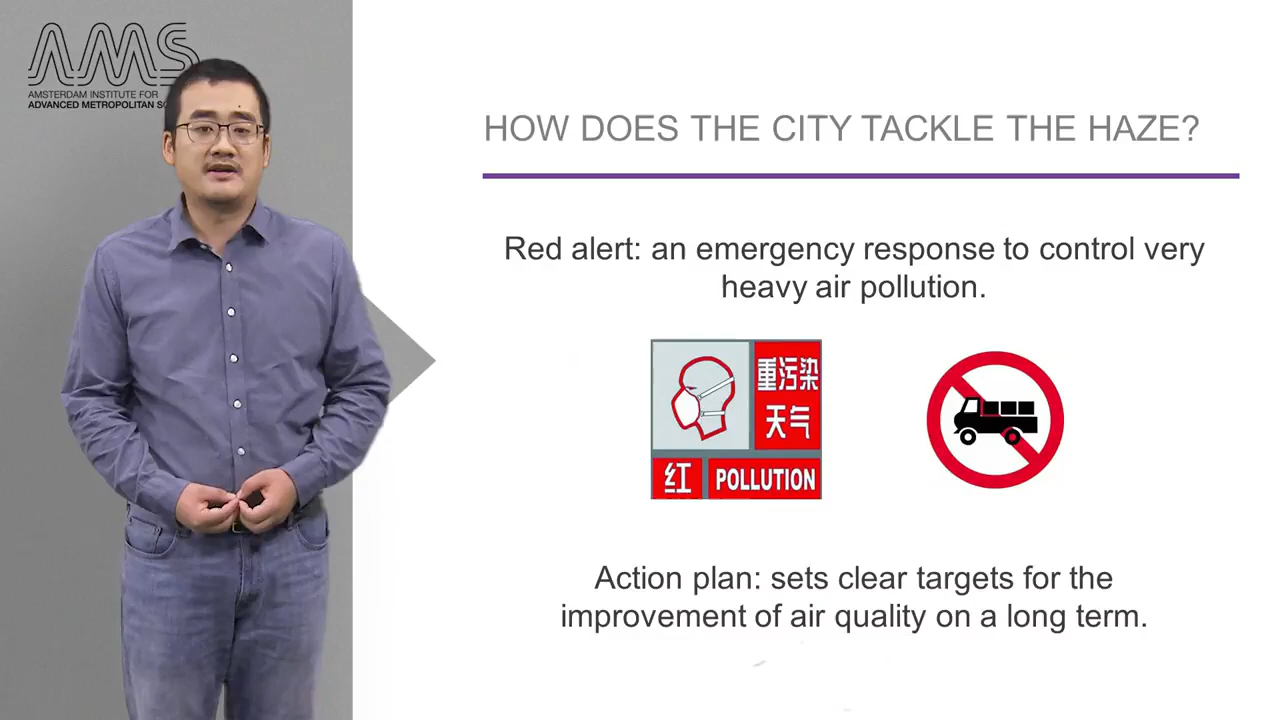 AMS
AMSTERDAM INSTITUTE FOR
ADVANCED METROPOLITAN
HOW DOES THE CITY TACKLE THE HAZE?
Red alert: an emergency response to control very
heavy air pollution.
重污染
天气
红 POLLUTION
Action plan: sets clear targets for the
improvement of air quality on a long term.